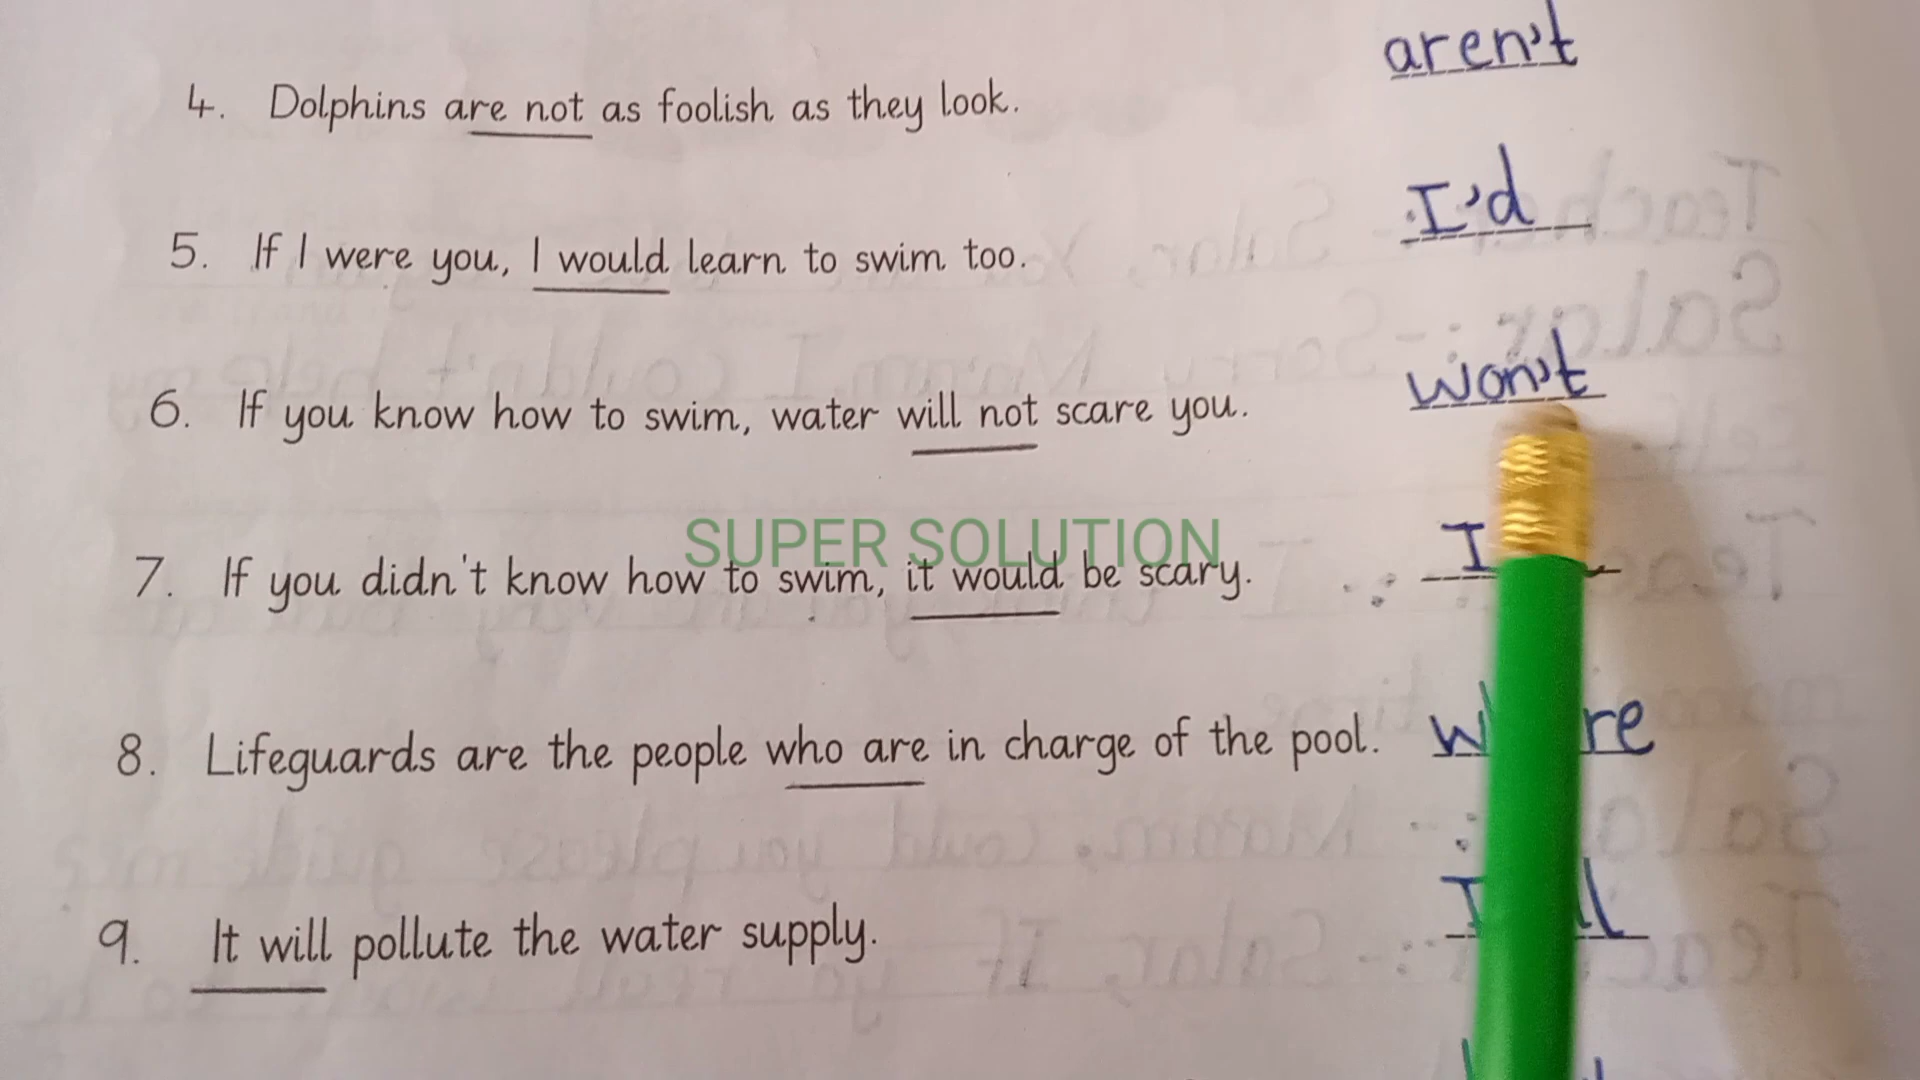 aren't
4. Dolphins are not as foolish as they look.
I'd
5. If I were you, I would learn to swim too.
won't
6. If you know how to swim, water will not scare you.
SUPER SOLUTION
7. If you didn't know how to swim, it would be scary.
8. Lifeguards are the people who are in charge of the pool.
9. It will pollute the water supply.